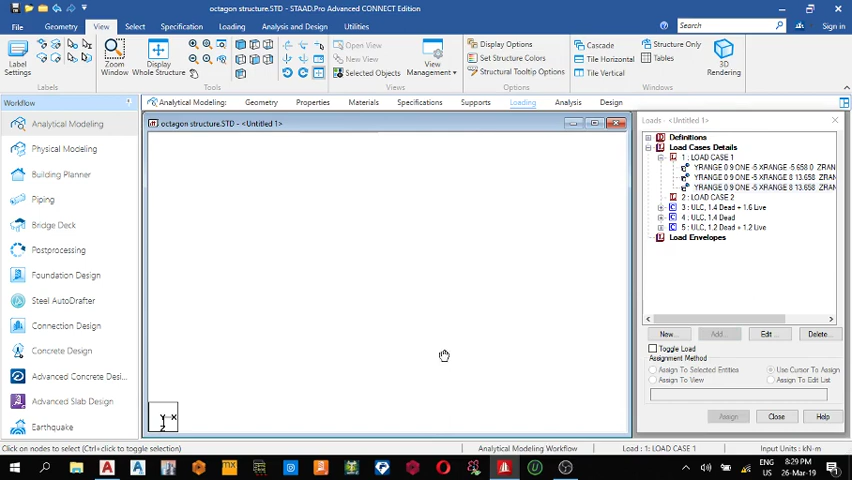 octagon structure.STD - STAAD.Pro Advanced CONNECT Edition
File Geometry View Select Specification Loading Analysis and Design Utilities Search Sign in
Label Settings
Zoom Window
Display Whole Structure
Open View
New View
Selected Objects
View Management
Display Options
Set Structure Colors
Structural Tooltip Options
Cascade
Tile Horizontal
Tile Vertical
Structure Only
Tables
3D Rendering
Labels Tools Views Options Windows
Workflow
Analytical Modeling: Geometry Properties Materials Specifications Supports Loading Analysis Design
Analytical Modeling
Physical Modeling
Building Planner
Piping
Bridge Deck
Postprocessing
Foundation Design
Steel AutoDrafter
Connection Design
Concrete Design
Advanced Concrete Desi...
Advanced Slab Design
Earthquake
octagon structure.STD - <Untitled 1>
Y X
Z
Loads - <Untitled 1>
Definitions
Load Cases Details
1 : LOAD CASE 1
YRANGE 0 9 ONE -5 XRANGE -5.658 0 ZRAN
YRANGE 0 9 ONE -5 XRANGE 8 13.658 ZRAN
YRANGE 0 9 ONE -5 XRANGE 8 13.658 ZRAN
2 : LOAD CASE 2
3 : ULC, 1.4 Dead + 1.6 Live
4 : ULC, 1.4 Dead
5 : ULC, 1.2 Dead + 1.2 Live
Load Envelopes
New... Add... Edit... Delete...
Toggle Load
Assignment Method
Assign To Selected Entities
Use Cursor To Assign
Assign To View
Assign To Edit List
Assign Close Help
Click on nodes to select (Ctrl+click to toggle selection)
Analytical Modeling Workflow
Load : 1: LOAD CASE 1
Input Units : kN-m
ENG
US
8:29 PM
26-Mar-19